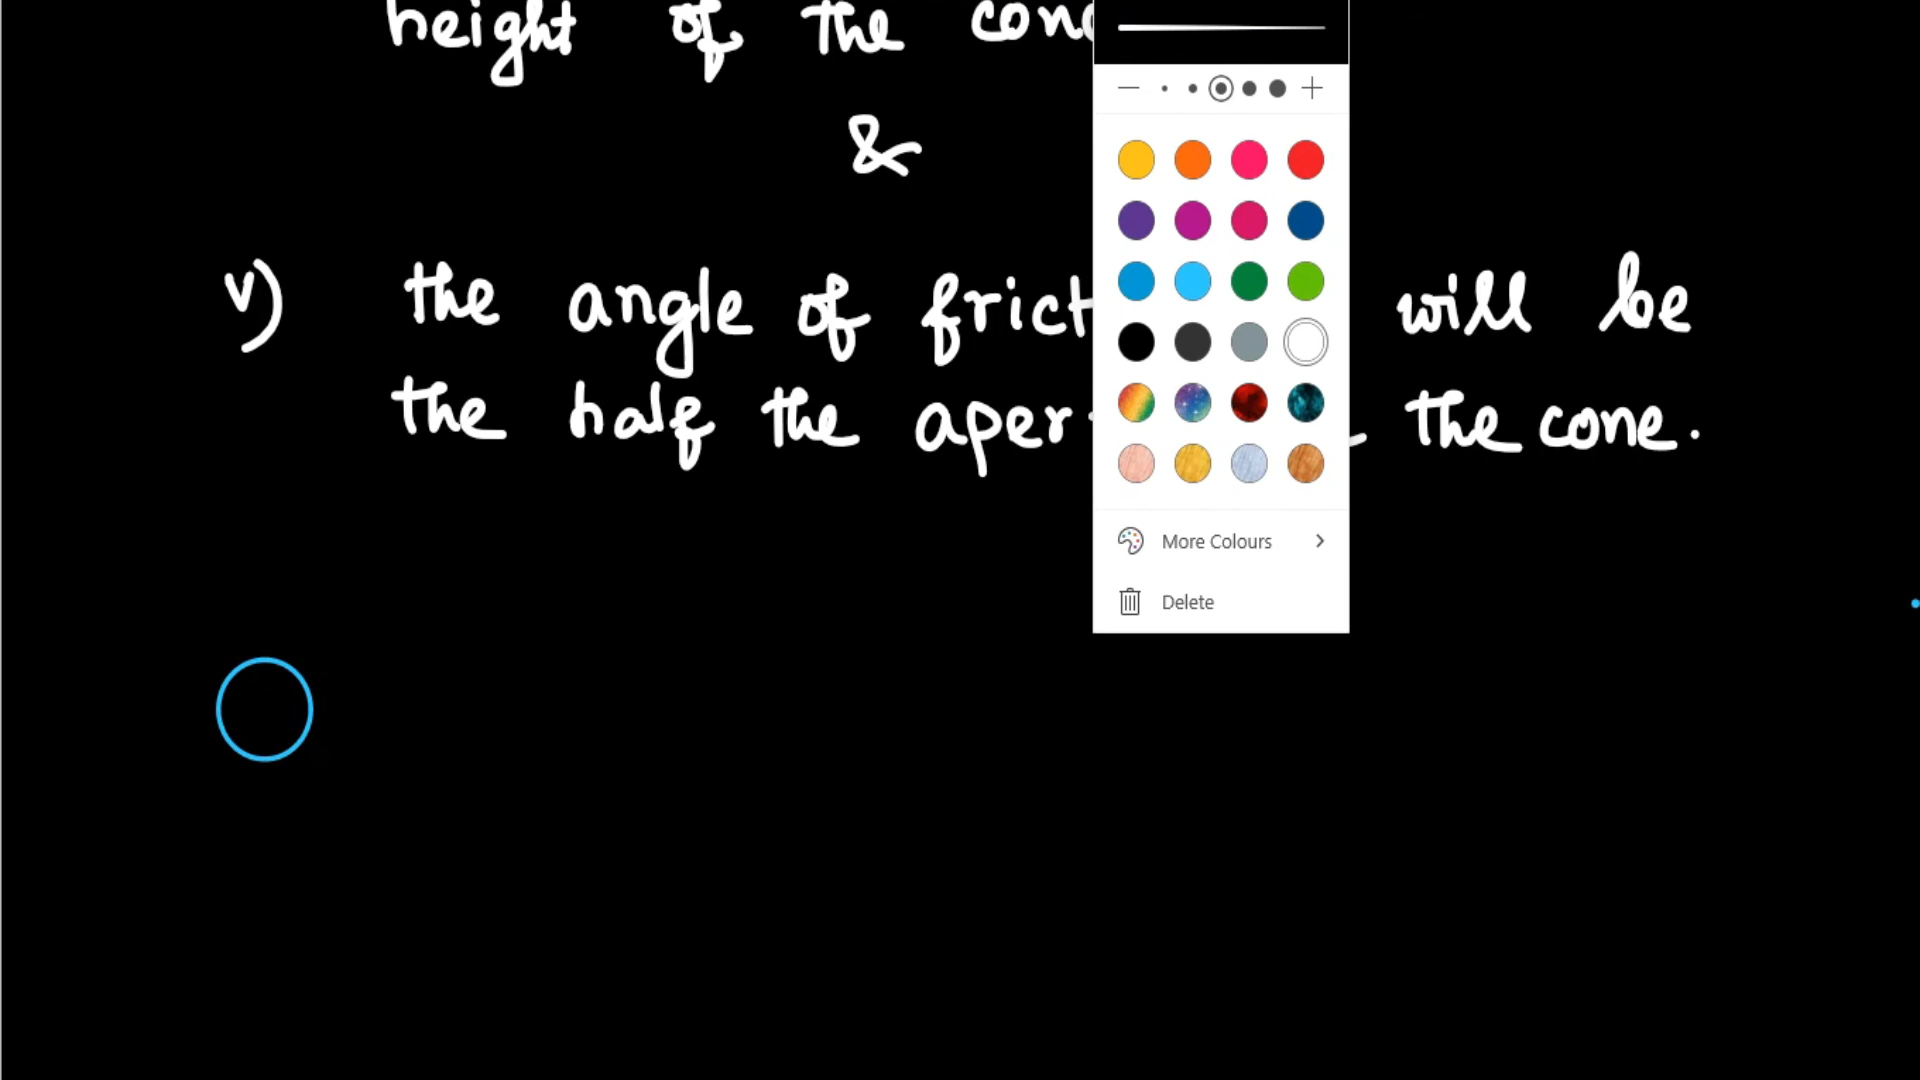 height of the con
&
v) the angle of frict will be
the half the aper the cone.
More Colours
Delete